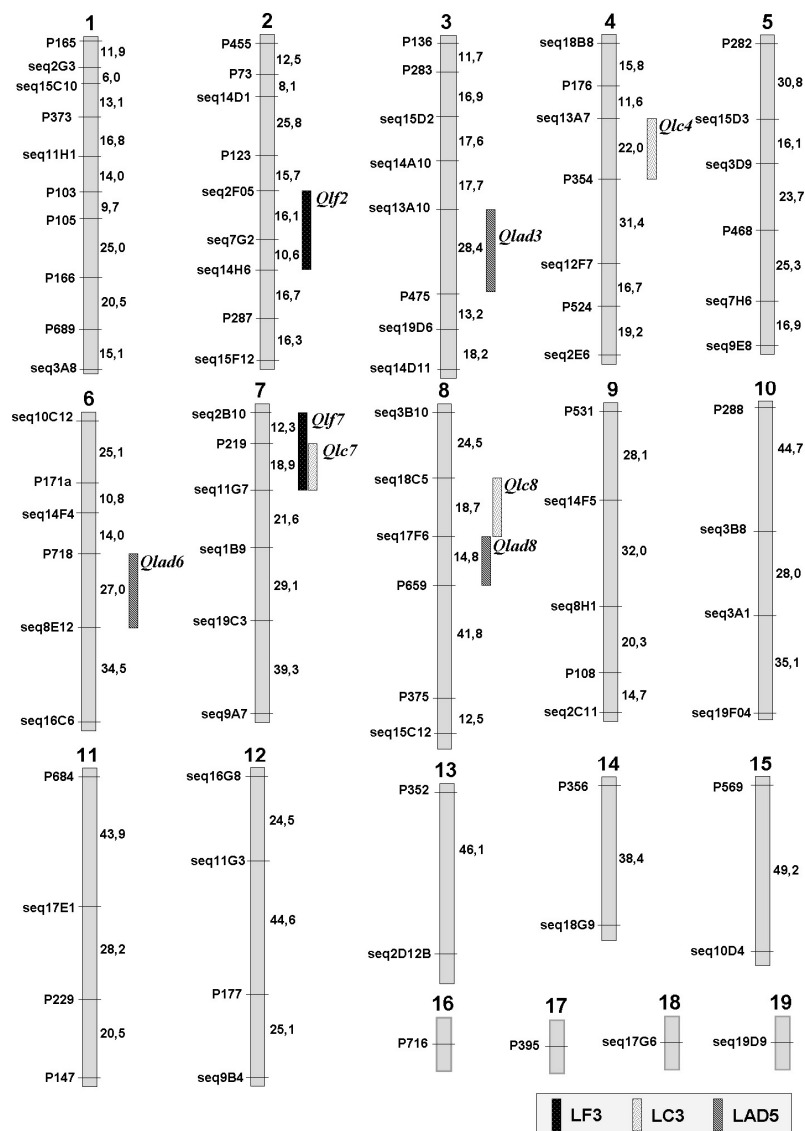 1
P165
11,9
seq2G3
6,0
seq15C10
13,1
P373
16,8
seq11H1
14,0
P103
9,7
P105
25,0
P166
20,5
P689
15,1
seq3A8
2
P455
12,5
P73
8,1
seq14D1
25,8
P123
15,7
seq2F05
Qlf2
16,1
seq7G2
10,6
seq14H6
16,7
P287
16,3
seq15F12
3
P136
11,7
P283
16,9
seq15D2
17,6
seq14A10
17,7
seq13A10
28,4
Qlad3
P475
13,2
seq19D6
18,2
seq14D11
4
seq18B8
15,8
P176
11,6
seq13A7
Qlc4
22,0
P354
31,4
seq12F7
16,7
P524
19,2
seq2E6
5
P282
30,8
seq15D3
16,1
seq3D9
23,7
P468
25,3
seq7H6
16,9
seq9E8
6
seq10C12
25,1
P171a
10,8
seq14F4
14,0
P718
Qlad6
27,0
seq8E12
34,5
seq16C6
7
seq2B10
Qlf7
12,3
P219
Qlc7
18,9
seq11G7
21,6
seq1B9
29,1
seq19C3
39,3
seq9A7
8
seq3B10
24,5
seq18C5
Qlc8
18,7
seq17F6
Qlad8
14,8
P659
41,8
P375
12,5
seq15C12
9
P531
28,1
seq14F5
32,0
seq8H1
20,3
P108
14,7
seq2C11
10
P288
44,7
seq3B8
28,0
seq3A1
35,1
seq19F04
11
P684
43,9
seq17E1
28,2
P229
20,5
P147
12
seq16G8
24,5
seq11G3
44,6
P177
25,1
seq9B4
13
P352
46,1
seq2D12B
14
P356
38,4
seq18G9
15
P569
49,2
seq10D4
16
P716
17
P395
18
seq17G6
19
seq19D9
LF3 LC3 LAD5